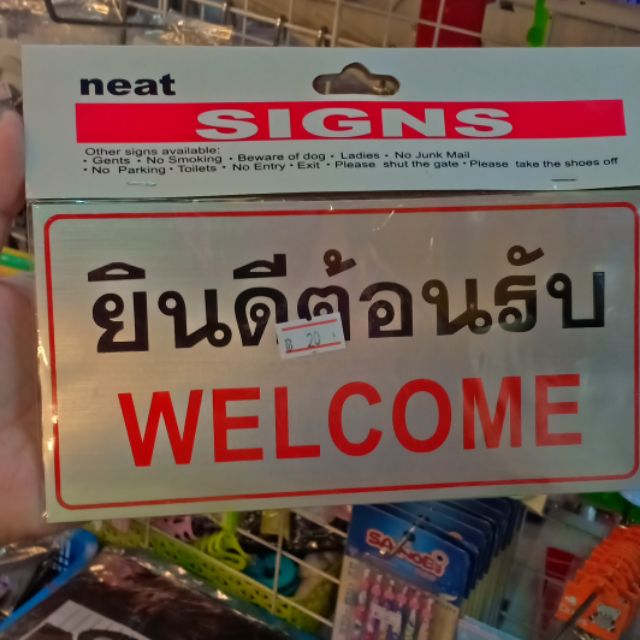 neat
SIGNS
Other signs available:
• Gents • No Smoking • Beware of dog • Ladies • No Junk Mail
• No Parking • Toilets • No Entry • Exit • Please shut the gate • Please take the shoes off
ยินดีต้อนรับ
฿ 20
WELCOME